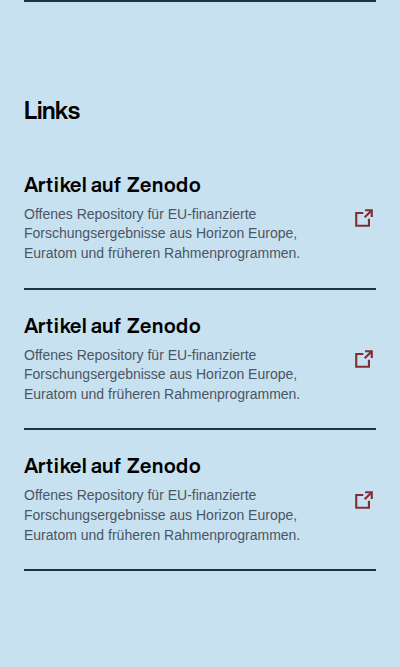 Links
Artikel auf Zenodo
Offenes Repository für EU-finanzierte
Forschungsergebnisse aus Horizon Europe,
Euratom und früheren Rahmenprogrammen.
Artikel auf Zenodo
Offenes Repository für EU-finanzierte
Forschungsergebnisse aus Horizon Europe,
Euratom und früheren Rahmenprogrammen.
Artikel auf Zenodo
Offenes Repository für EU-finanzierte
Forschungsergebnisse aus Horizon Europe,
Euratom und früheren Rahmenprogrammen.